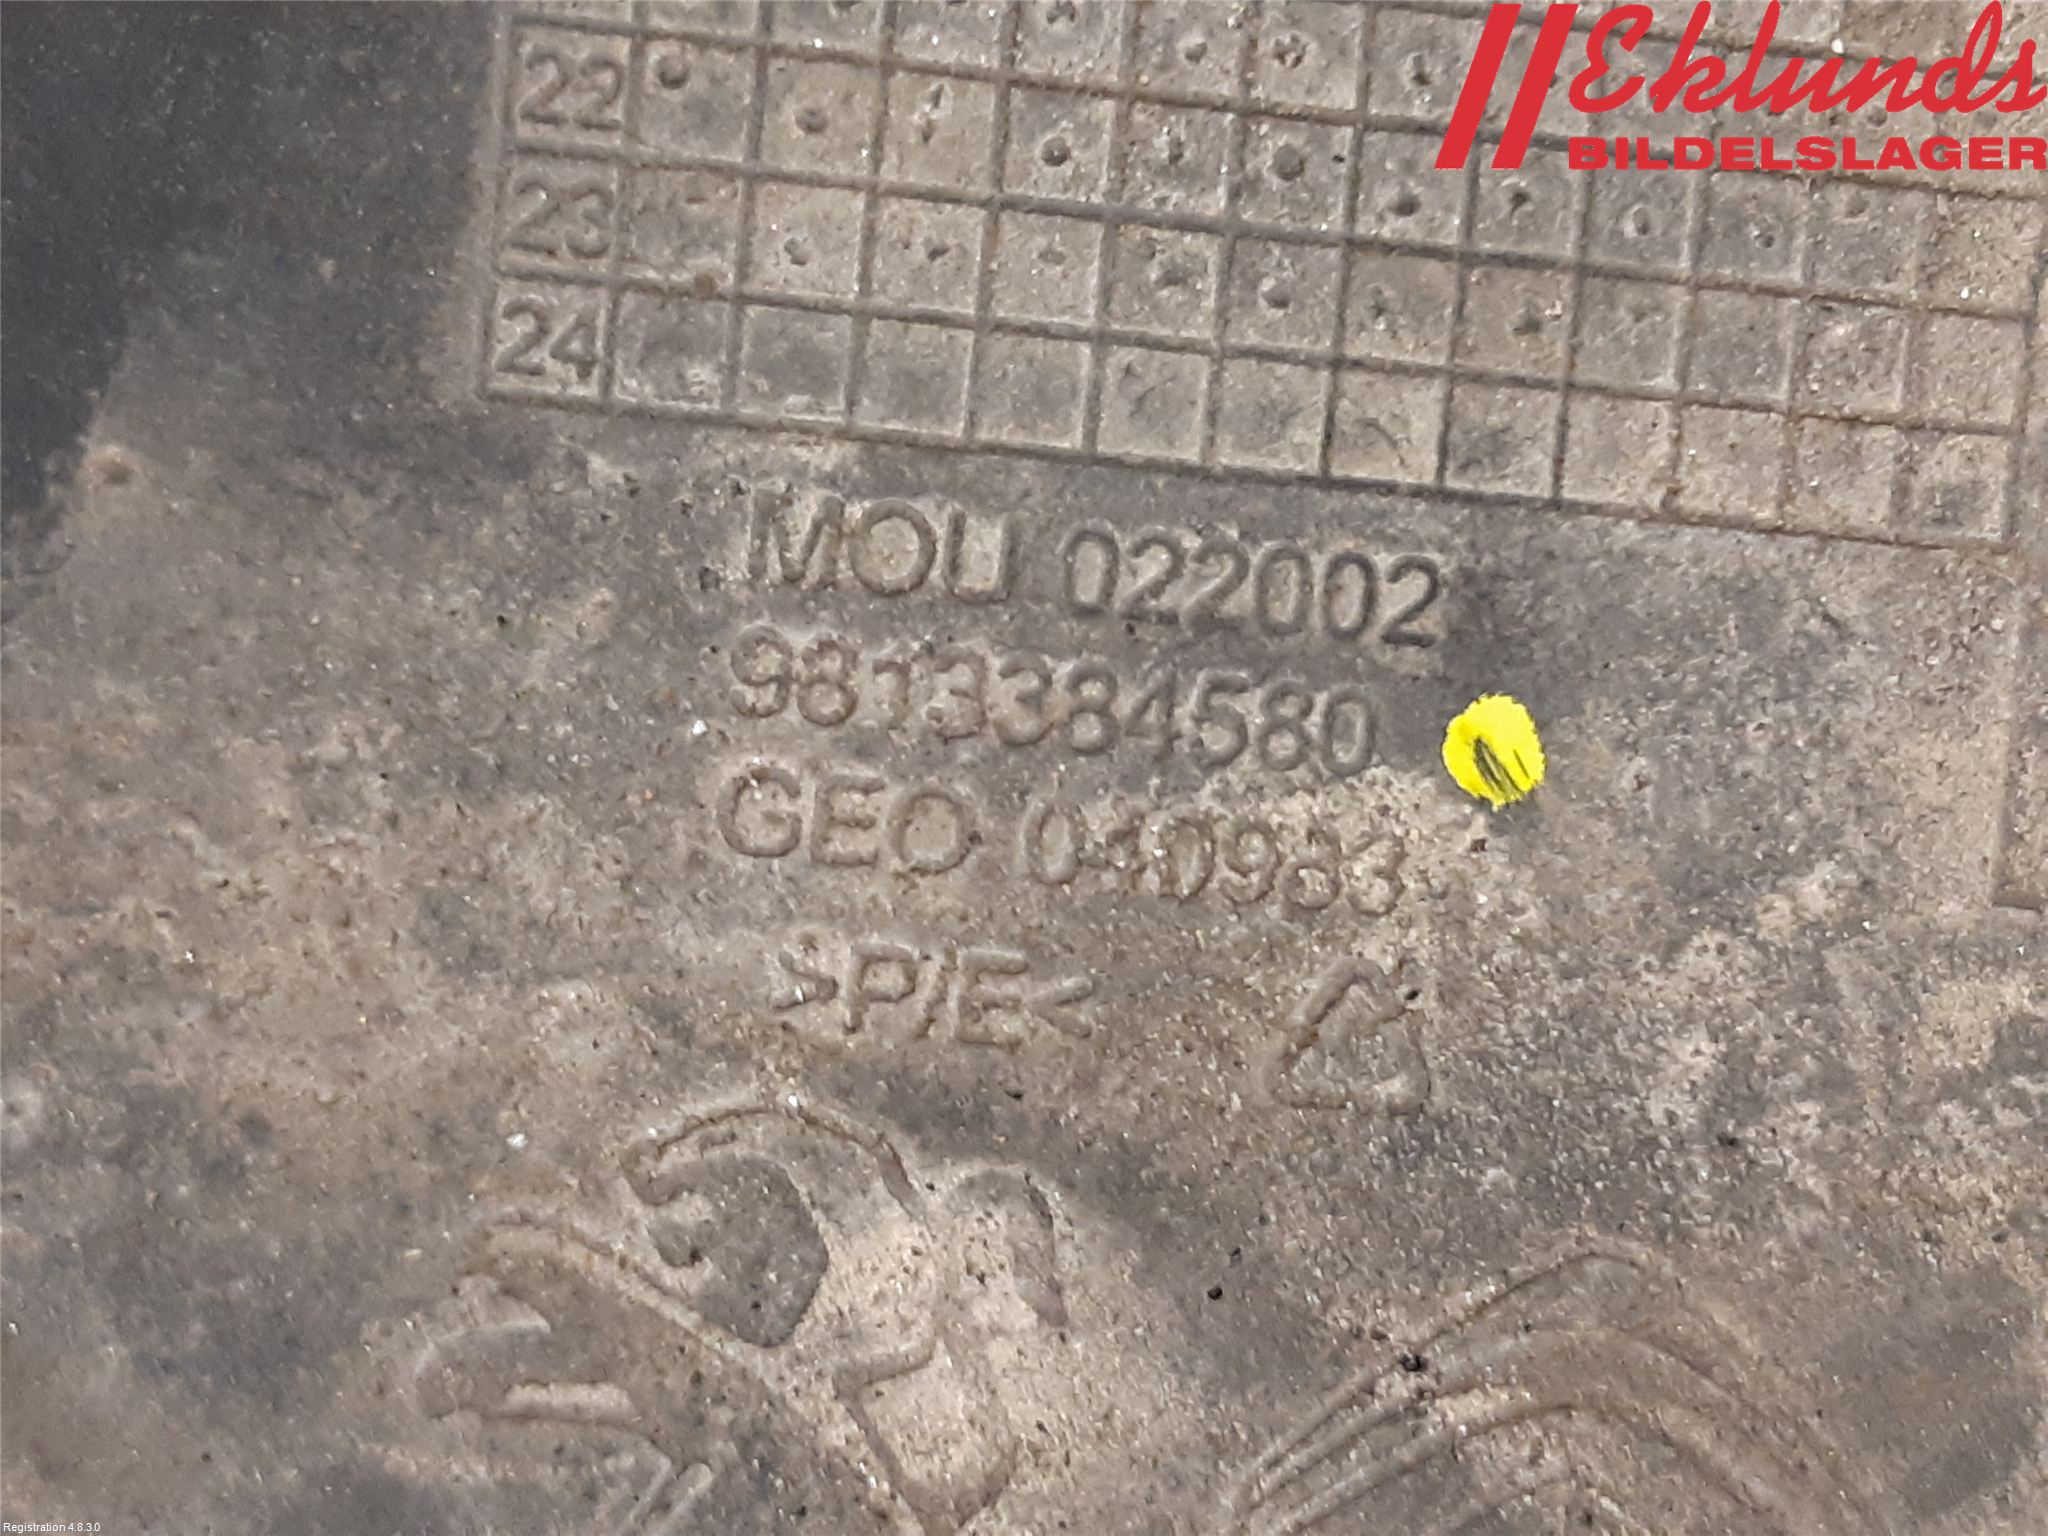 Eklunds
BILDELSLAGER
22
23
24
MOU 022002
9813384580
GEO 040983
>P/E<
Registration 4.8.3.0